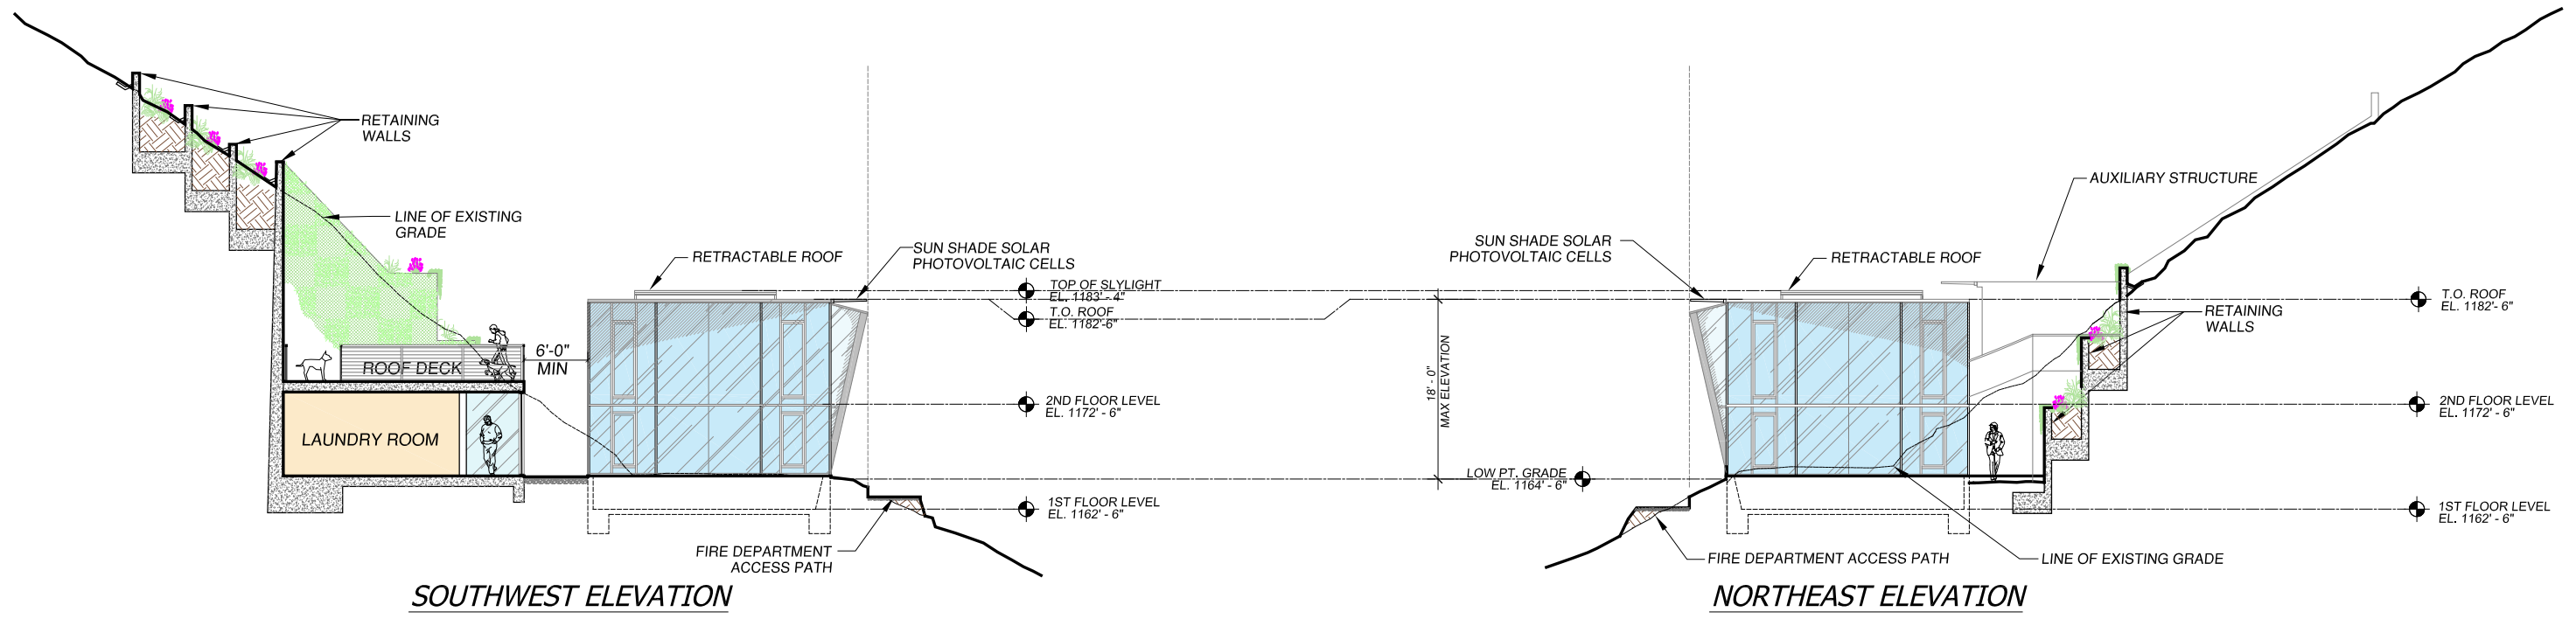 RETAINING
WALLS
LINE OF EXISTING
GRADE
RETRACTABLE ROOF
SUN SHADE SOLAR
PHOTOVOLTAIC CELLS
TOP OF SLYLIGHT
EL. 1183' - 4"
T.O. ROOF
EL. 1182'-6"
6'-0"
MIN
ROOF DECK
2ND FLOOR LEVEL
EL. 1172' - 6"
LAUNDRY ROOM
1ST FLOOR LEVEL
EL. 1162' - 6"
FIRE DEPARTMENT
ACCESS PATH
SOUTHWEST ELEVATION
AUXILIARY STRUCTURE
SUN SHADE SOLAR
PHOTOVOLTAIC CELLS
RETRACTABLE ROOF
T.O. ROOF
EL. 1182'- 6"
RETAINING
WALLS
18' - 0"
MAX ELEVATION
2ND FLOOR LEVEL
EL. 1172' - 6"
LOW PT. GRADE
EL. 1164' - 6"
1ST FLOOR LEVEL
EL. 1162' - 6"
FIRE DEPARTMENT ACCESS PATH
LINE OF EXISTING GRADE
NORTHEAST ELEVATION